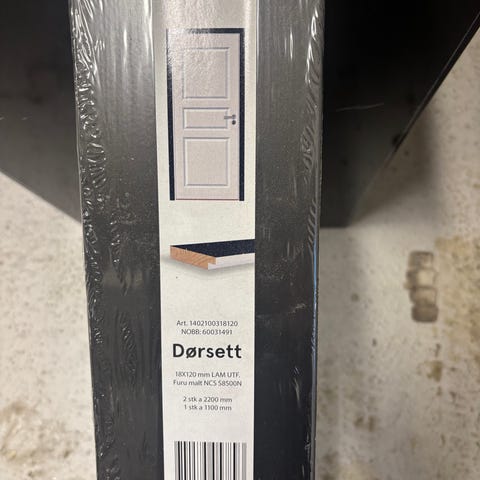 Art. 1402100318120
NOBB: 60031491
Dørsett
18X120 mm LAM UTF.
Furu malt NCS S8500N
2 stk a 2200 mm
1 stk a 1100 mm